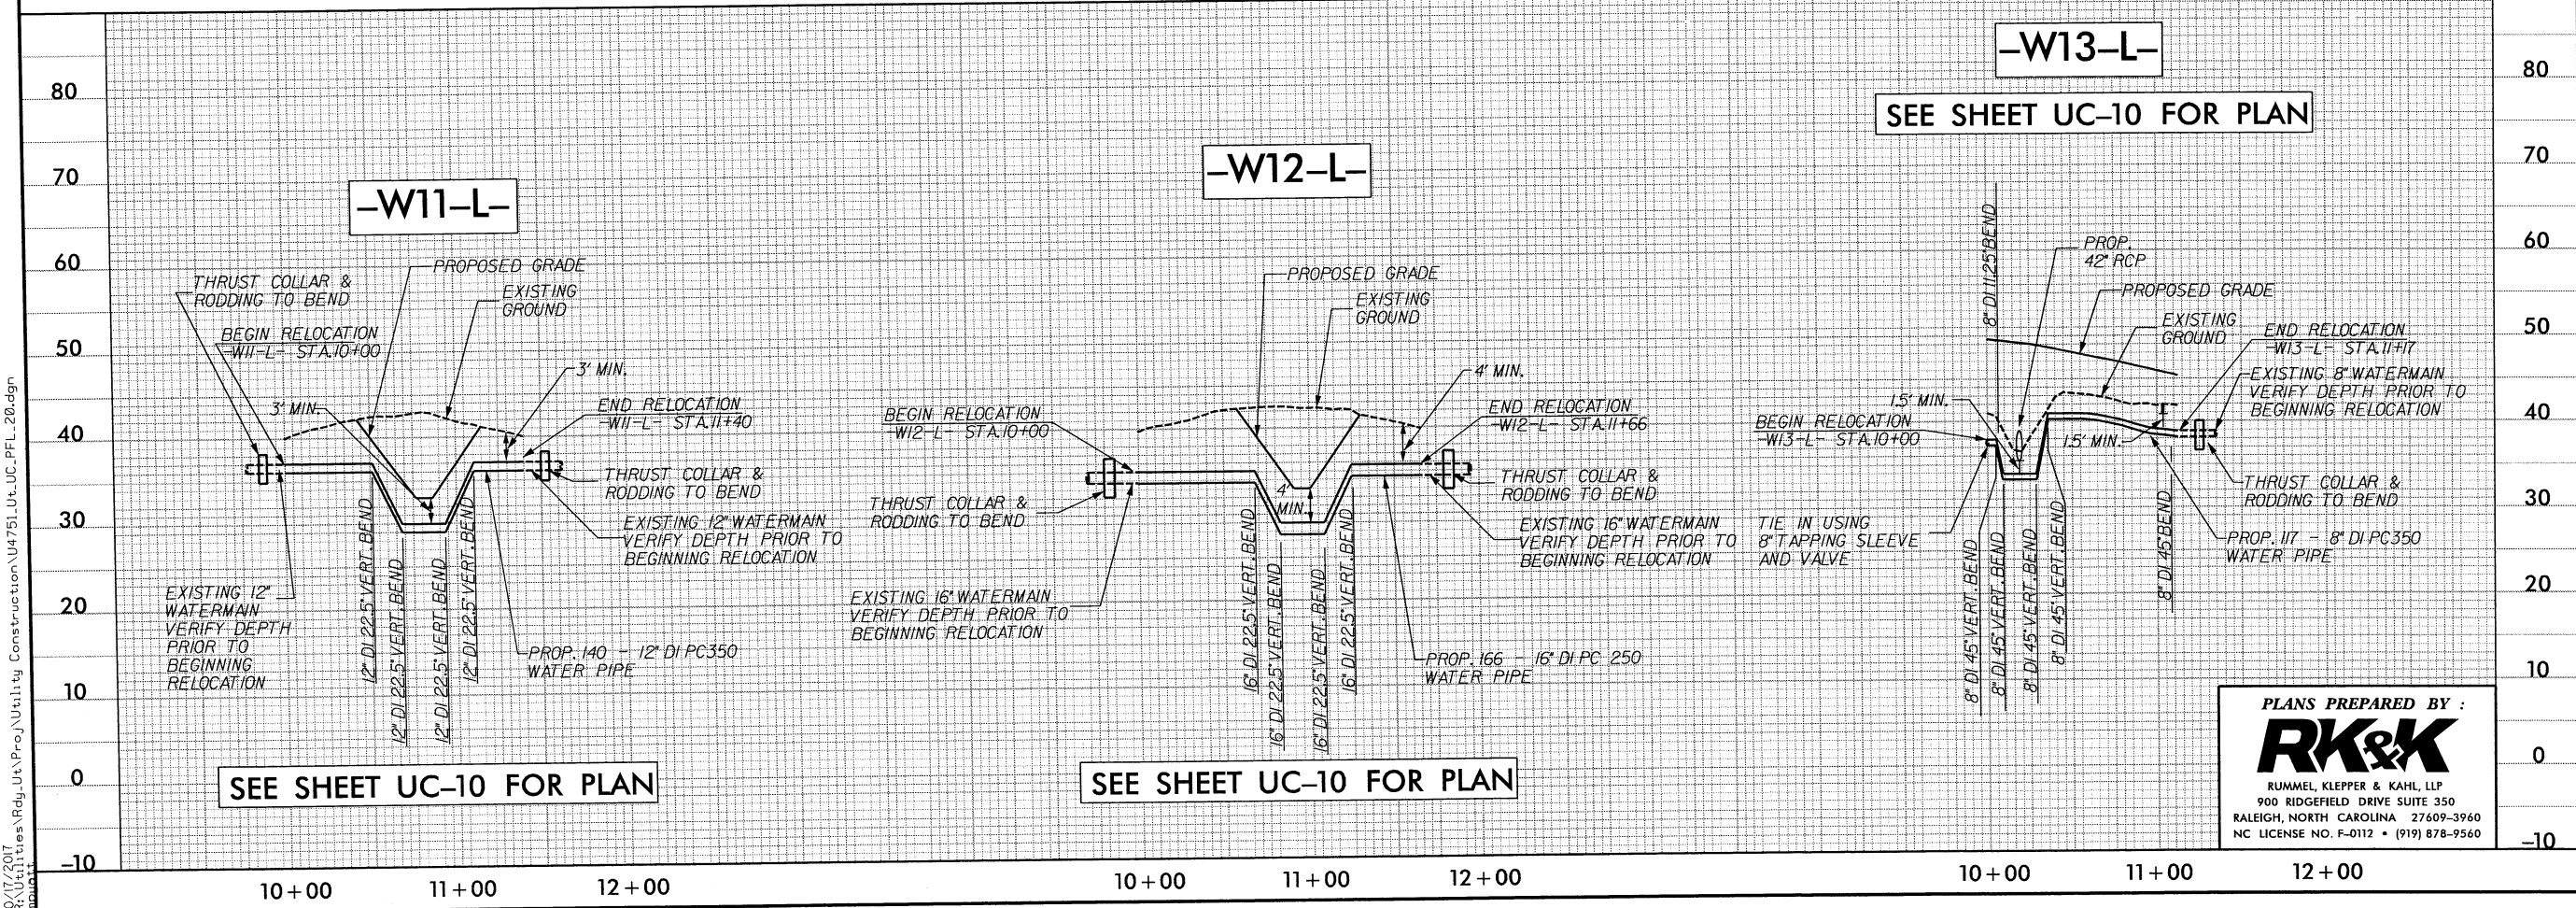 -W11-L-
THRUST COLLAR &
RODDING TO BEND
BEGIN RELOCATION
-W11-L- STA.10+00
PROPOSED GRADE
EXISTING
GROUND
3' MIN.
3' MIN.
END RELOCATION
-W11-L- STA.11+40
THRUST COLLAR &
RODDING TO BEND
EXISTING 12" WATERMAIN
VERIFY DEPTH PRIOR TO
BEGINNING RELOCATION
EXISTING 12"
WATERMAIN
VERIFY DEPTH
PRIOR TO
BEGINNING
RELOCATION
12" DI 22.5° VERT. BEND
12" DI 22.5° VERT. BEND
12" DI 22.5° VERT. BEND
12" DI 22.5° VERT. BEND
PROP. 140 - 12" DI PC350
WATER PIPE
SEE SHEET UC-10 FOR PLAN
-W12-L-
PROPOSED GRADE
EXISTING
GROUND
4' MIN.
BEGIN RELOCATION
-W12-L- STA.10+00
END RELOCATION
-W12-L- STA.11+66
THRUST COLLAR &
RODDING TO BEND
4'
MIN.
THRUST COLLAR &
RODDING TO BEND
EXISTING 16" WATERMAIN
VERIFY DEPTH PRIOR TO
BEGINNING RELOCATION
EXISTING 16" WATERMAIN
VERIFY DEPTH PRIOR TO
BEGINNING RELOCATION
16" DI 22.5° VERT. BEND
16" DI 22.5° VERT. BEND
16" DI 22.5° VERT. BEND
16" DI 22.5° VERT. BEND
PROP. 166 - 16" DI PC 250
WATER PIPE
SEE SHEET UC-10 FOR PLAN
-W13-L-
SEE SHEET UC-10 FOR PLAN
8" DI 11.25° BEND
PROP.
42" RCP
PROPOSED GRADE
EXISTING
GROUND
END RELOCATION
-W13-L- STA.11+17
EXISTING 8" WATERMAIN
VERIFY DEPTH PRIOR TO
BEGINNING RELOCATION
1.5' MIN.
BEGIN RELOCATION
-W13-L- STA.10+00
1.5' MIN.
THRUST COLLAR &
RODDING TO BEND
TIE IN USING
8" TAPPING SLEEVE
AND VALVE
8" DI 45° VERT. BEND
8" DI 45° VERT. BEND
8" DI 45° VERT. BEND
8" DI 45° VERT. BEND
8" DI 45° BEND
PROP. 117 - 8" DI PC350
WATER PIPE
80
70
60
50
40
30
20
10
0
-10
80
70
60
50
40
30
20
10
0
-10
10+00
11+00
12+00
10+00
11+00
12+00
10+00
11+00
12+00
PLANS PREPARED BY :
RK&K
RUMMEL, KLEPPER & KAHL, LLP
900 RIDGEFIELD DRIVE SUITE 350
RALEIGH, NORTH CAROLINA 27609-3960
NC LICENSE NO. F-0112 • (919) 878-9560